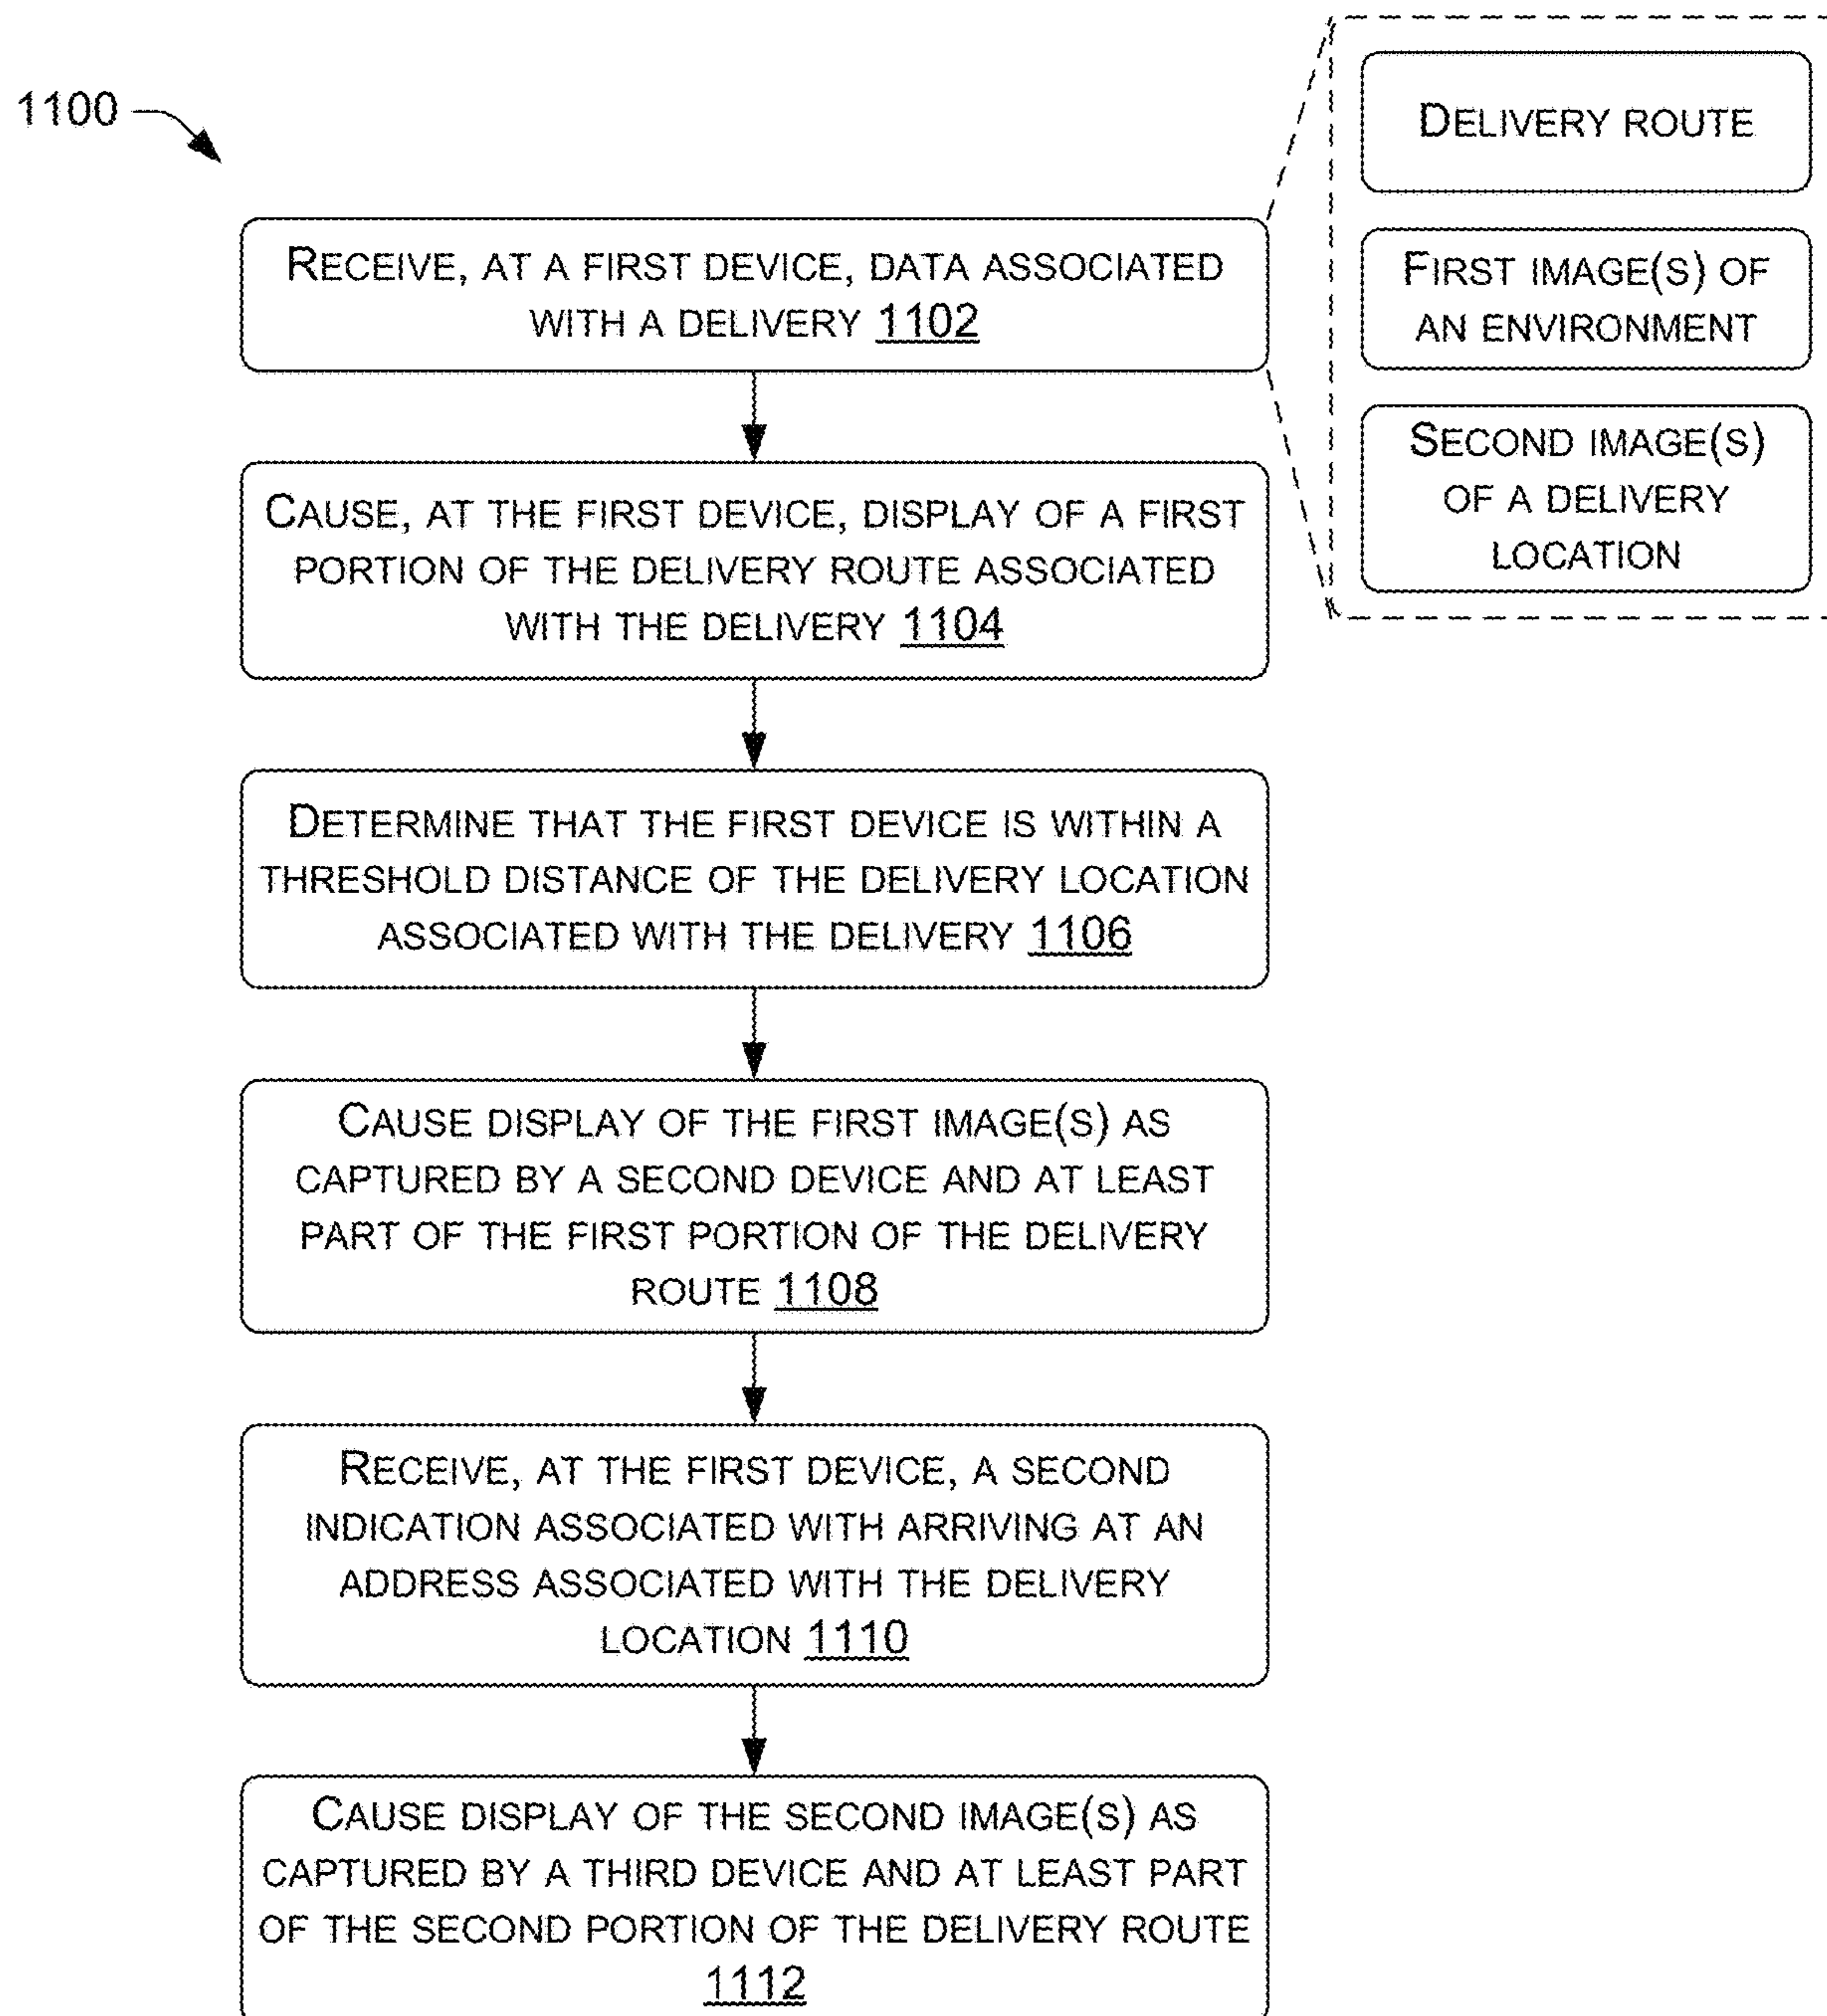 1100
RECEIVE, AT A FIRST DEVICE, DATA ASSOCIATED
WITH A DELIVERY 1102
DELIVERY ROUTE
FIRST IMAGE(S) OF
AN ENVIRONMENT
SECOND IMAGE(S)
OF A DELIVERY
LOCATION
CAUSE, AT THE FIRST DEVICE, DISPLAY OF A FIRST
PORTION OF THE DELIVERY ROUTE ASSOCIATED
WITH THE DELIVERY 1104
DETERMINE THAT THE FIRST DEVICE IS WITHIN A
THRESHOLD DISTANCE OF THE DELIVERY LOCATION
ASSOCIATED WITH THE DELIVERY 1106
CAUSE DISPLAY OF THE FIRST IMAGE(S) AS
CAPTURED BY A SECOND DEVICE AND AT LEAST
PART OF THE FIRST PORTION OF THE DELIVERY
ROUTE 1108
RECEIVE, AT THE FIRST DEVICE, A SECOND
INDICATION ASSOCIATED WITH ARRIVING AT AN
ADDRESS ASSOCIATED WITH THE DELIVERY
LOCATION 1110
CAUSE DISPLAY OF THE SECOND IMAGE(S) AS
CAPTURED BY A THIRD DEVICE AND AT LEAST PART
OF THE SECOND PORTION OF THE DELIVERY ROUTE
1112